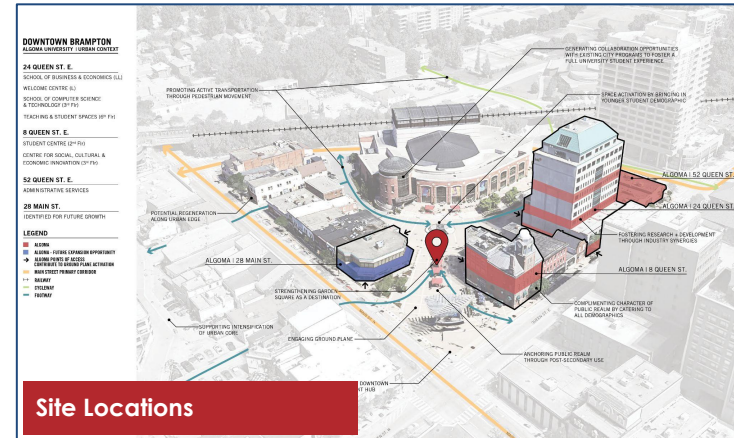 DOWNTOWN BRAMPTON
ALGOMA UNIVERSITY | URBAN CONTEXT
24 QUEEN ST. E.
SCHOOL OF BUSINESS & ECONOMICS (LL)
WELCOME CENTRE (L)
SCHOOL OF COMPUTER SCIENCE
& TECHNOLOGY (3rd Flr)
TEACHING & STUDENT SPACES (6th Flr)
8 QUEEN ST. E.
STUDENT CENTRE (2nd Flr)
CENTRE FOR SOCIAL, CULTURAL &
ECONOMIC INNOVATION (3rd Flr)
52 QUEEN ST. E.
ADMINISTRATIVE SERVICES
28 MAIN ST.
IDENTIFIED FOR FUTURE GROWTH
LEGEND
ALGOMA
ALGOMA - FUTURE EXPANSION OPPORTUNITY
ALGOMA POINTS OF ACCESS
CONTRIBUTE TO GROUND PLANE ACTIVATION
MAIN STREET PRIMARY CORRIDOR
RAILWAY
CYCLEWAY
FOOTWAY
GENERATING COLLABORATION OPPORTUNITIES
WITH EXISTING CITY PROGRAMS TO FOSTER A
FULL UNIVERSITY STUDENT EXPERIENCE
PROMOTING ACTIVE TRANSPORTATION
THROUGH PEDESTRIAN MOVEMENT
SPACE ACTIVATION BY BRINGING IN
YOUNGER STUDENT DEMOGRAPHIC
ALGOMA | 52 QUEEN ST.
ALGOMA | 24 QUEEN ST.
POTENTIAL REGENERATION
ALONG URBAN EDGE
FOSTERING RESEARCH + DEVELOPMENT
THROUGH INDUSTRY SYNERGIES
ALGOMA | 28 MAIN ST.
ALGOMA | 8 QUEEN ST.
STRENGTHENING GARDEN
SQUARE AS A DESTINATION
COMPLIMENTING CHARACTER OF
PUBLIC REALM BY CATERING TO
ALL DEMOGRAPHICS
SUPPORTING INTENSIFICATION
OF URBAN CORE
ENGAGING GROUND PLANE
ANCHORING PUBLIC REALM
THROUGH POST-SECONDARY USE
DOWNTOWN
HUB
Site Locations